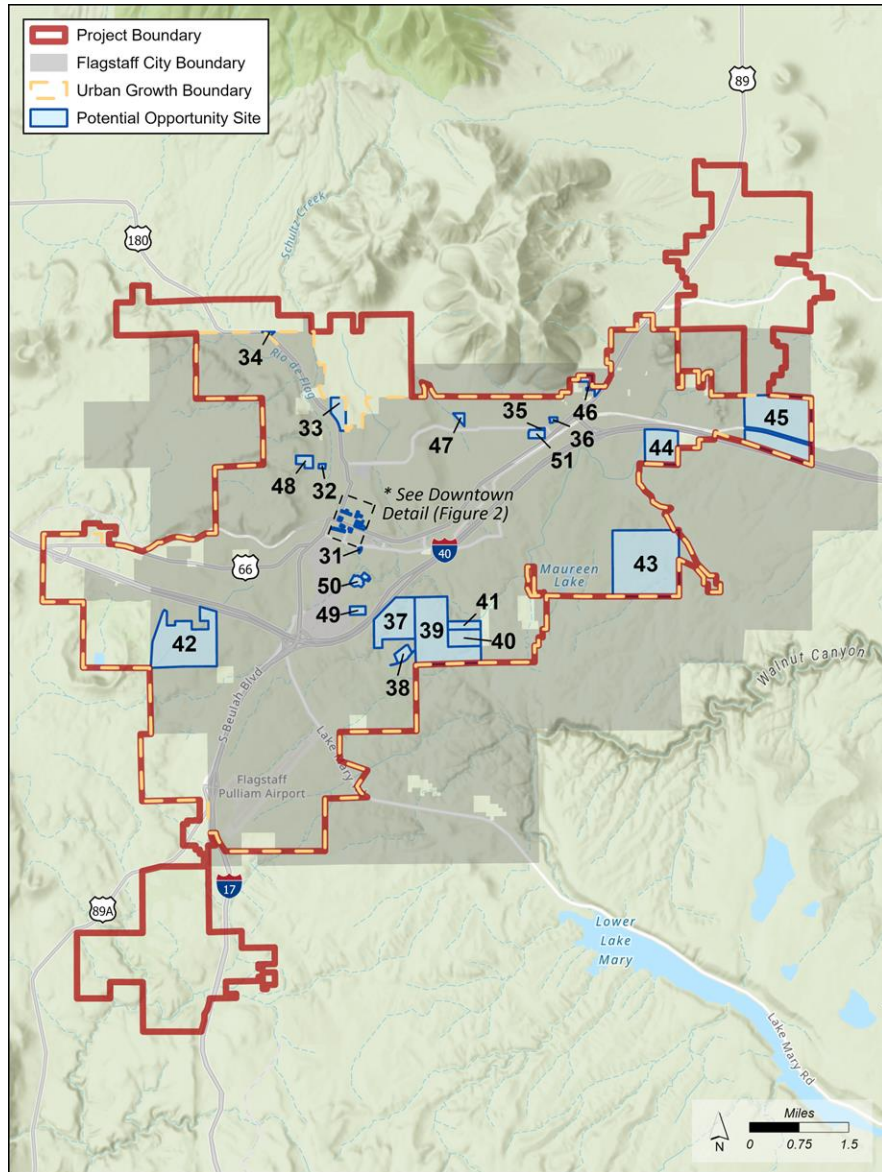 Project Boundary
Flagstaff City Boundary
Urban Growth Boundary
Potential Opportunity Site
89
180
Schultz Creek
34
Rio de Flag
33
46
35
36
47
51
45
44
48
32
* See Downtown
Detail (Figure 2)
31
40
66
50
Maureen
Lake
43
41
49
37
39
40
42
38
Walnut Canyon
S Beulah Blvd
Lake Mary
Flagstaff
Pulliam Airport
17
89A
Lower
Lake
Mary
Lake Mary Rd
N
Miles
0 0.75 1.5